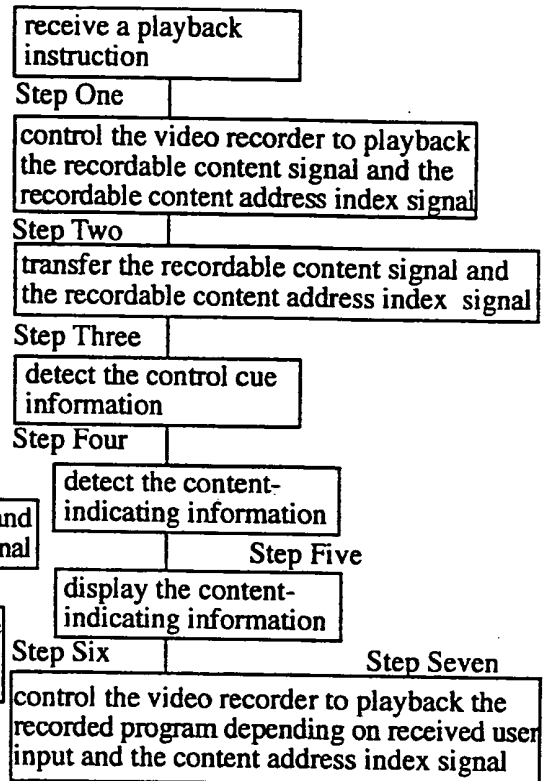 receive a playback
instruction
Step One
control the video recorder to playback
the recordable content signal and the
recordable content address index signal
Step Two
transfer the recordable content signal and
the recordable content address index signal
Step Three
detect the control cue
information
Step Four
detect the content-
indicating information
and
nal
Step Five
display the content-
indicating information
Step Six
Step Seven
control the video recorder to playback the
recorded program depending on received user
input and the content address index signal